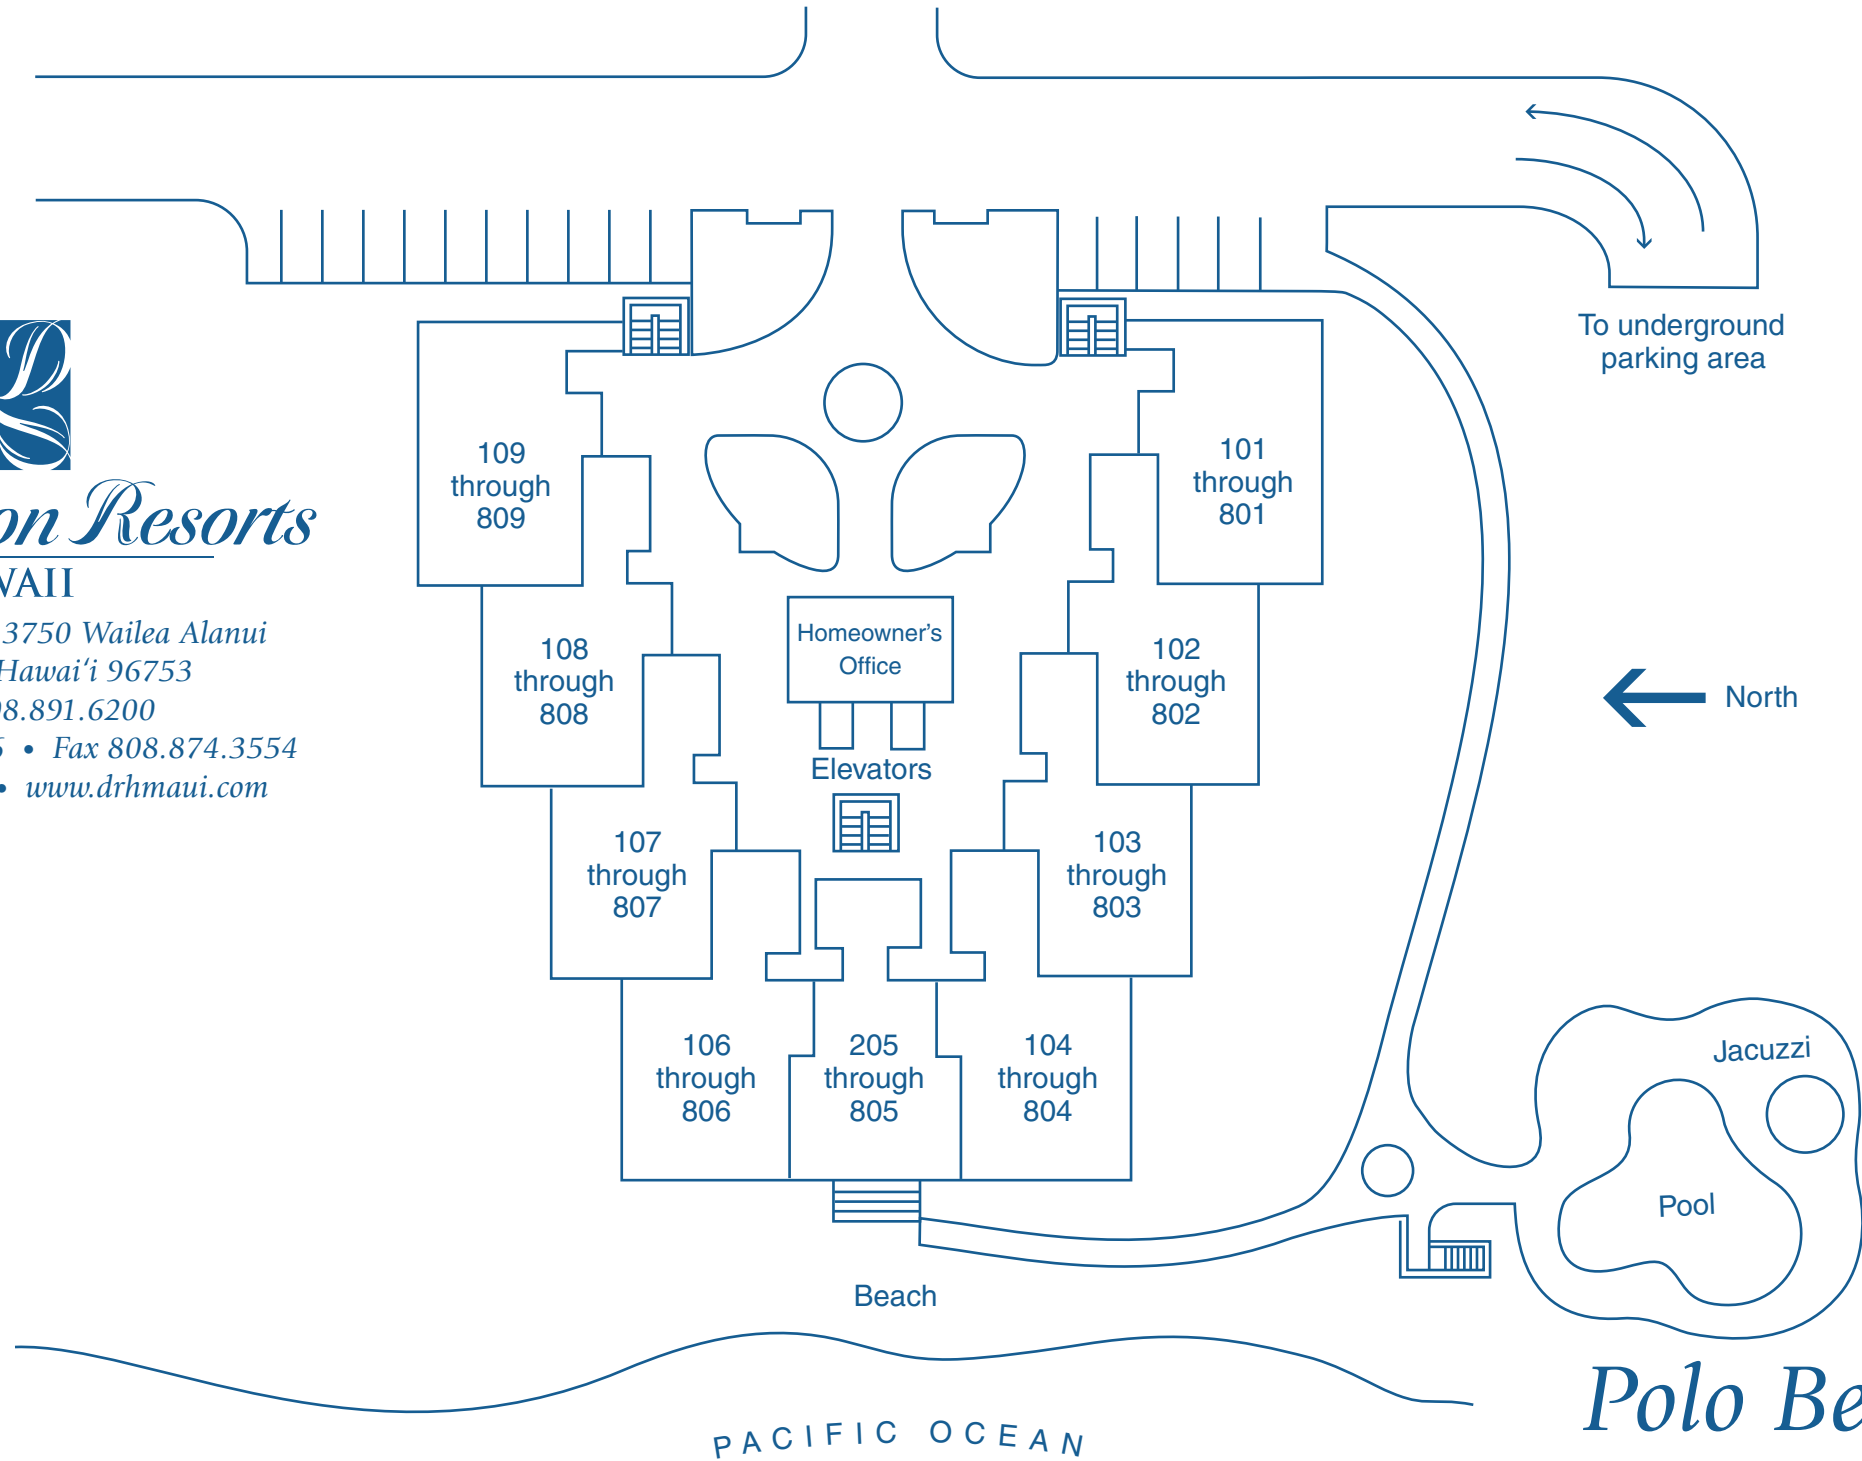 To underground
parking area
109
through
809
101
through
801
Resorts
3750 Wailea Alanui
Hawai‘i 96753
8.891.6200
• Fax 808.874.3554
• www.drhmaui.com
108
through
808
Homeowner's
Office
102
through
802
North
Elevators
107
through
807
103
through
803
106
through
806
205
through
805
104
through
804
Jacuzzi
Pool
Beach
Polo Be
PACIFIC OCEAN